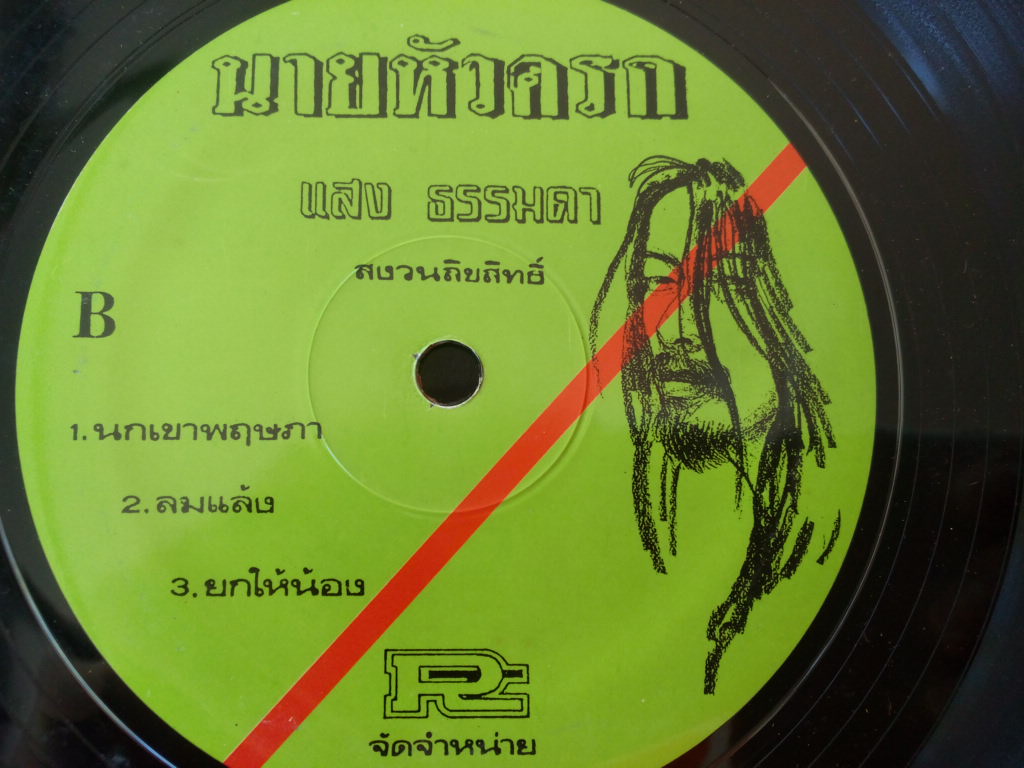 นายหัวครก
แสง ธรรมดา
สงวนลิขสิทธิ์
B
1. นกเขาพฤษภา
2. ลมแล้ง
3. ยกให้น้อง
R
จัดจำหน่าย